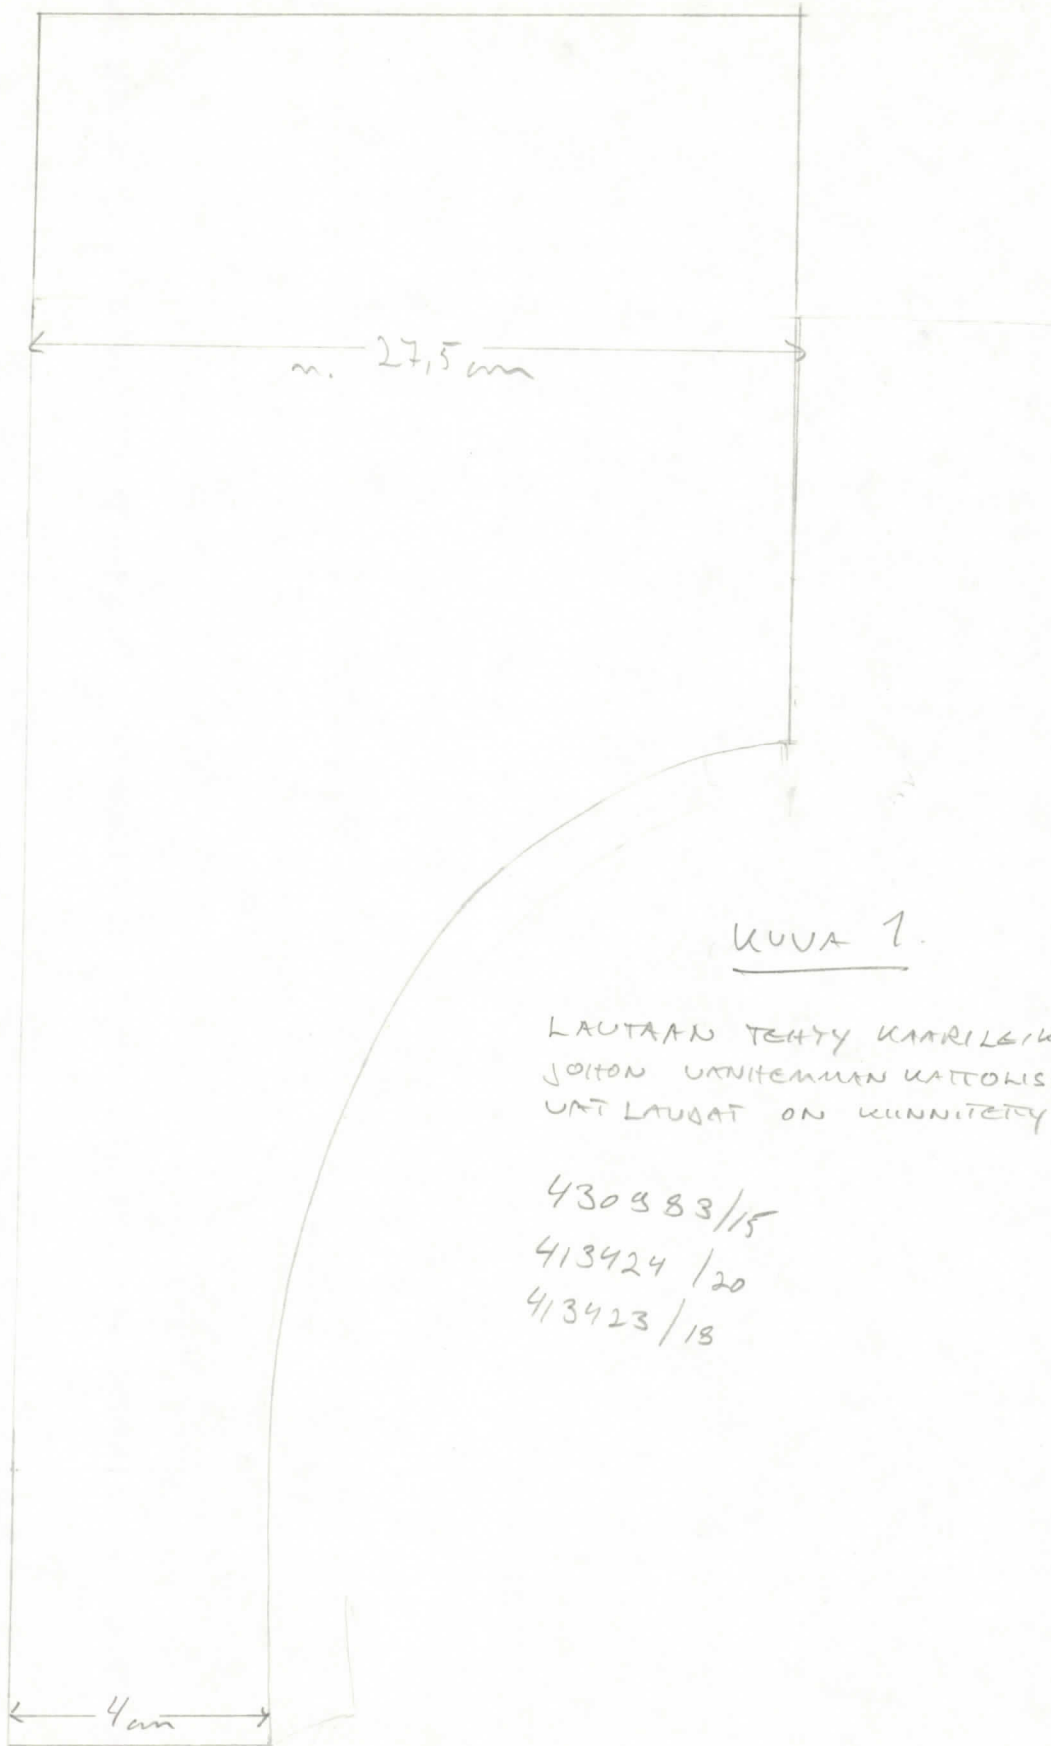 n. 27,5 cm
KUVA 1.
LAUTAAN TEHTY KAARILEIK
JOHON VANHEMMAN KATTOLIS
VAT LAUDAT ON KIINNITETTY
430983/15
413424 /20
413423/18
4 cm